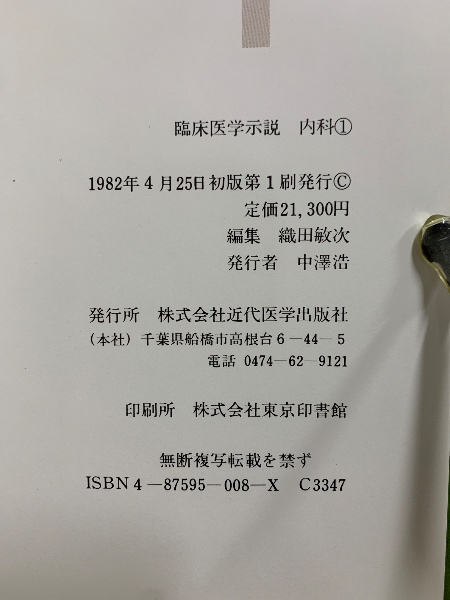 臨床医学示説　内科①
1982年4月25日初版第1刷発行Ⓒ
定価21,300円
編集　織田敏次
発行者　中澤浩
発行所　株式会社近代医学出版社
（本社）千葉県船橋市高根台6－44－5
電話 0474－62－9121
印刷所　株式会社東京印書館
無断複写転載を禁ず
ISBN4－87595－008－X　C3347